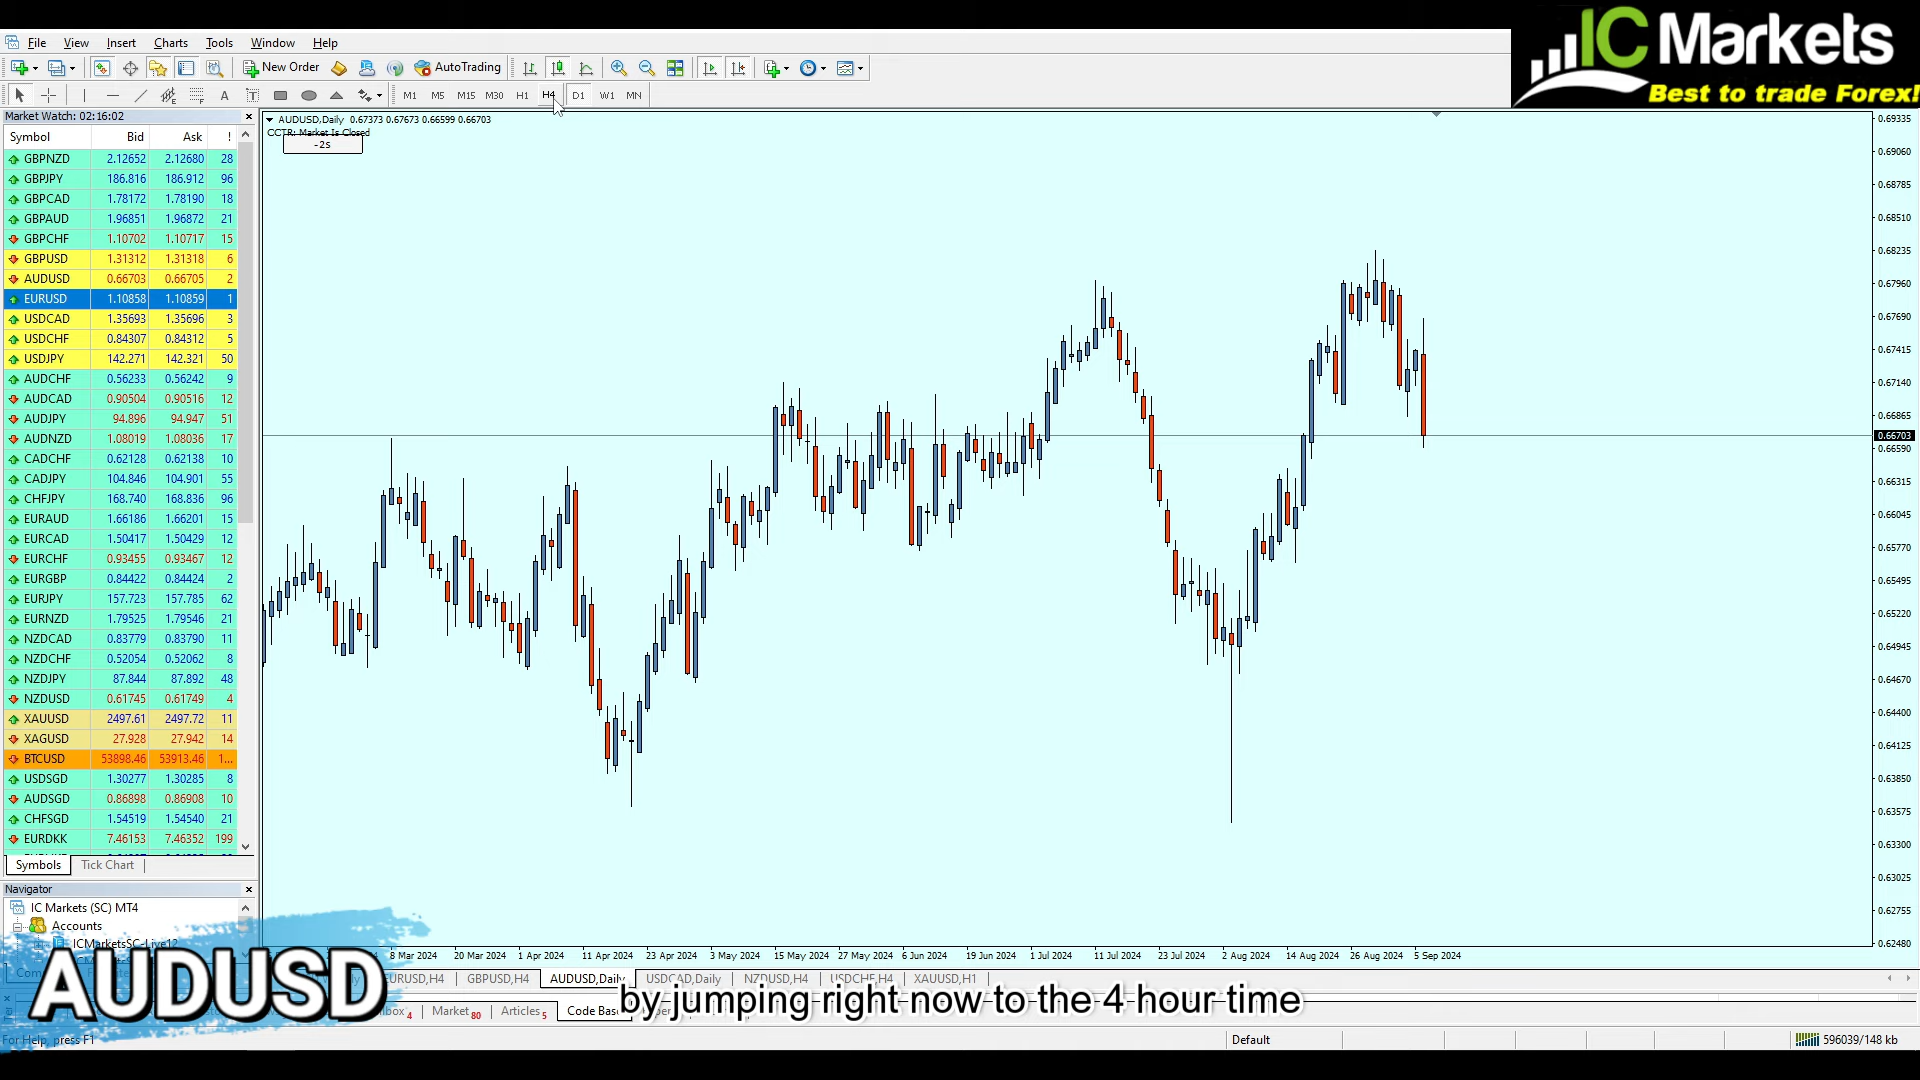 IC Markets
Best to trade Forex!
File View Insert Charts Tools Window Help
New Order AutoTrading
A T M1 M5 M15 M30 H1 H4 D1 W1 MN
Market Watch: 02:16:02
Symbol Bid Ask !
GBPNZD 2.12652 2.12680 28
GBPJPY 186.816 186.912 96
GBPCAD 1.78172 1.78190 18
GBPAUD 1.96851 1.96872 21
GBPCHF 1.10702 1.10717 15
GBPUSD 1.31312 1.31318 6
AUDUSD 0.66703 0.66705 2
EURUSD 1.10858 1.10859 1
USDCAD 1.35693 1.35696 3
USDCHF 0.84307 0.84312 5
USDJPY 142.271 142.321 50
AUDCHF 0.56233 0.56242 9
AUDCAD 0.90504 0.90516 12
AUDJPY 94.896 94.947 51
AUDNZD 1.08019 1.08036 17
CADCHF 0.62128 0.62138 10
CADJPY 104.846 104.901 55
CHFJPY 168.740 168.836 96
EURAUD 1.66186 1.66201 15
EURCAD 1.50417 1.50429 12
EURCHF 0.93455 0.93467 12
EURGBP 0.84422 0.84424 2
EURJPY 157.723 157.785 62
EURNZD 1.79525 1.79546 21
NZDCAD 0.83779 0.83790 11
NZDCHF 0.52054 0.52062 8
NZDJPY 87.844 87.892 48
NZDUSD 0.61745 0.61749 4
XAUUSD 2497.61 2497.72 11
XAGUSD 27.928 27.942 14
BTCUSD 53898.46 53913.46 1...
USDSGD 1.30277 1.30285 8
AUDSGD 0.86898 0.86908 10
CHFSGD 1.54519 1.54540 21
EURDKK 7.46153 7.46352 199
Symbols Tick Chart
Navigator
IC Markets (SC) MT4
Accounts
ICMarketsSC-Live12
AUDUSD,Daily 0.67373 0.67673 0.66599 0.66703
CCTR: Market Is Closed
-2s
0.69335
0.69060
0.68785
0.68510
0.68235
0.67960
0.67690
0.67415
0.67140
0.66865
0.66703
0.66590
0.66315
0.66045
0.65770
0.65495
0.65220
0.64945
0.64670
0.64400
0.64125
0.63850
0.63575
0.63300
0.63025
0.62755
0.62480
8 Mar 2024 20 Mar 2024 1 Apr 2024 11 Apr 2024 23 Apr 2024 3 May 2024 15 May 2024 27 May 2024 6 Jun 2024 19 Jun 2024 1 Jul 2024 11 Jul 2024 23 Jul 2024 2 Aug 2024 14 Aug 2024 26 Aug 2024 5 Sep 2024
EURUSD,H4 GBPUSD,H4 AUDUSD,Daily USDCAD,Daily NZDUSD,H4 USDCHF,H4 XAUUSD,H1
AUDUSD
by jumping right now to the 4 hour time
Market 80 Articles 5 Code Base
For Help, press F1
Default
596039/148 kb